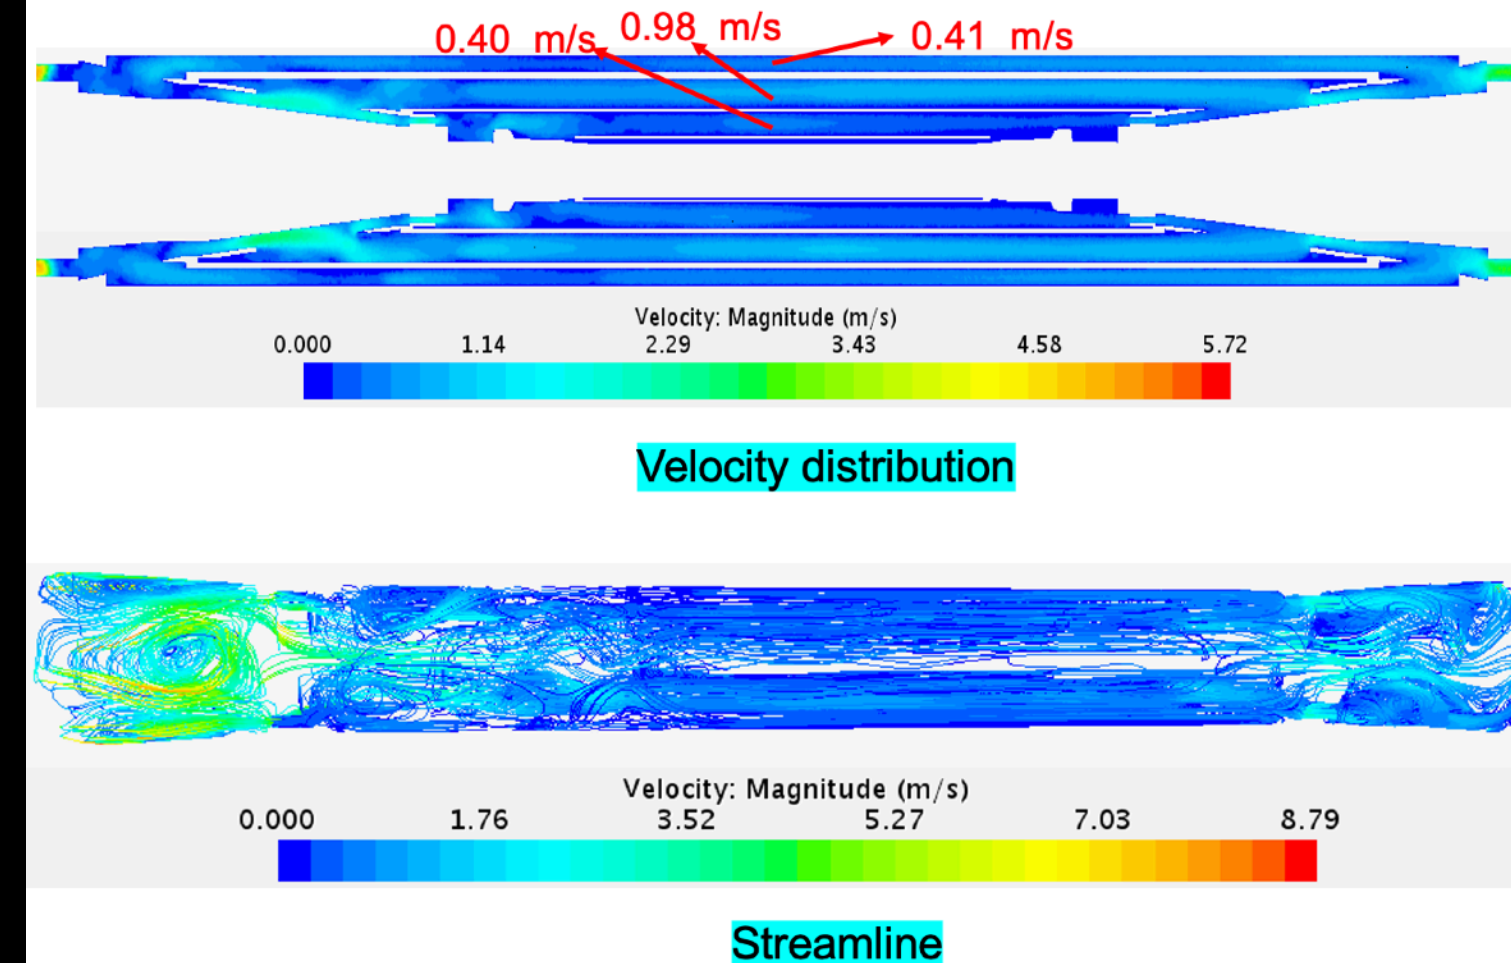 0.40 m/s 0.98 m/s 0.41 m/s
Velocity: Magnitude (m/s)
0.000 1.14 2.29 3.43 4.58 5.72
Velocity distribution
Velocity: Magnitude (m/s)
0.000 1.76 3.52 5.27 7.03 8.79
Streamline